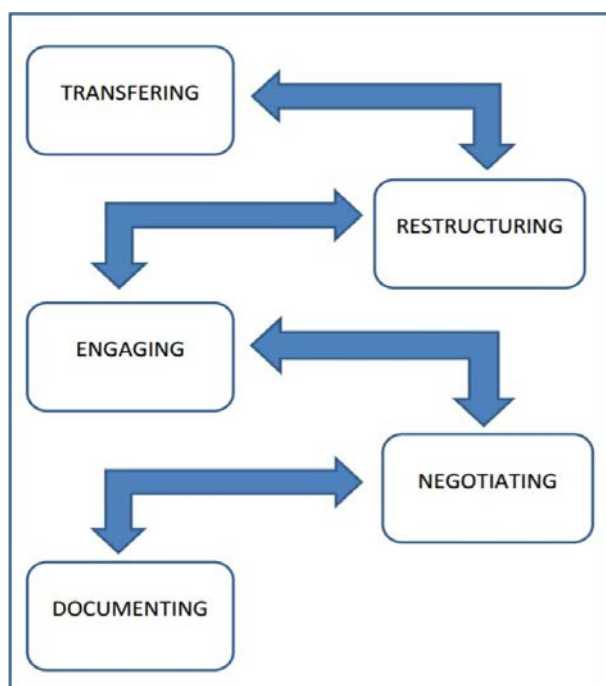 TRANSFERING
RESTRUCTURING
ENGAGING
NEGOTIATING
DOCUMENTING